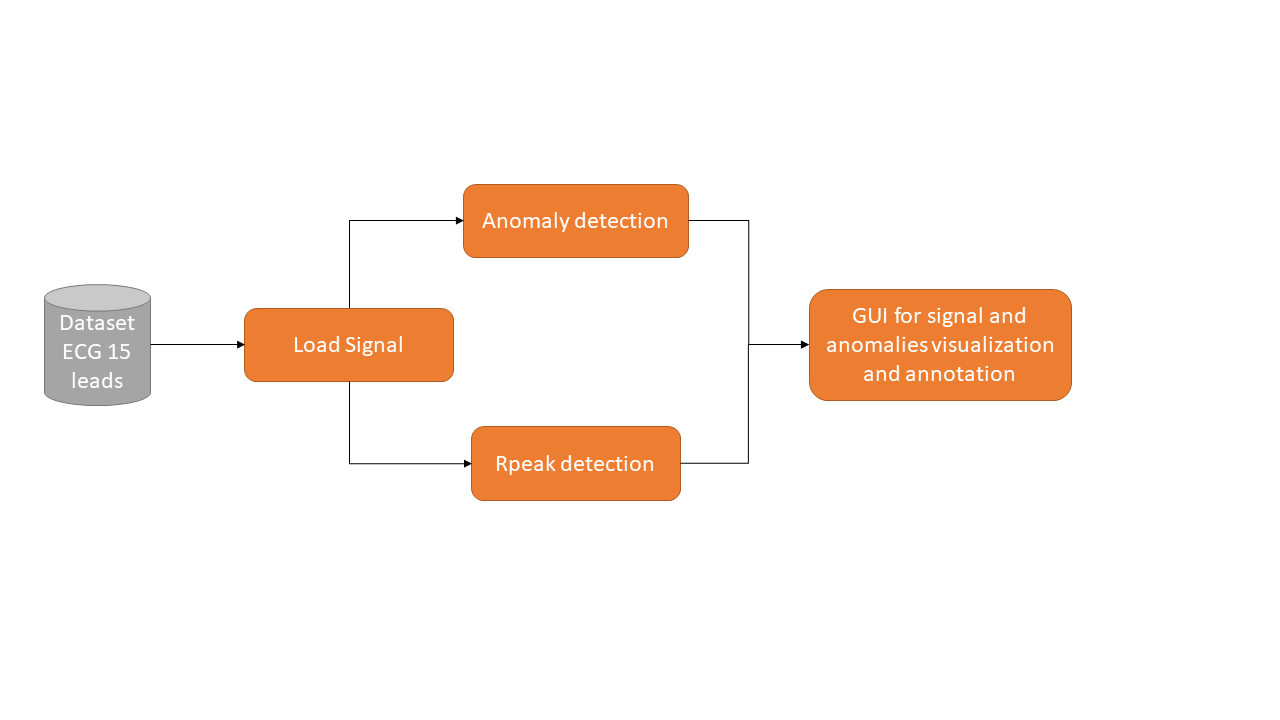 Dataset
ECG 15
leads
Load Signal
Anomaly detection
Rpeak detection
GUI for signal and
anomalies visualization
and annotation